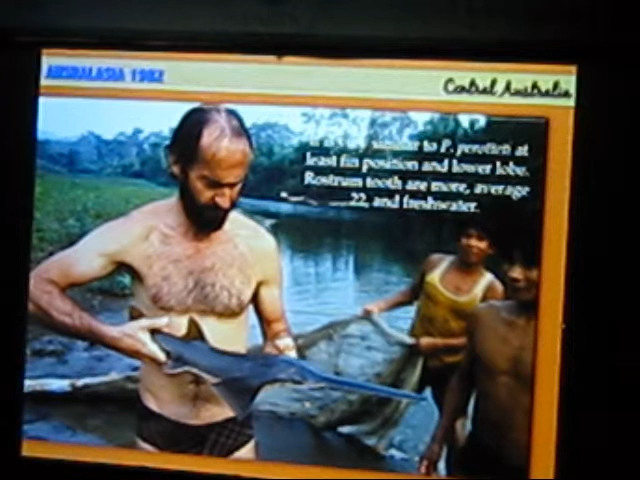 AUSTRALASIA 1982
Central Australia
similar to P. perotteti at
least fin position and lower lobe.
Rostrum tooth are more, average
22, and freshwater.